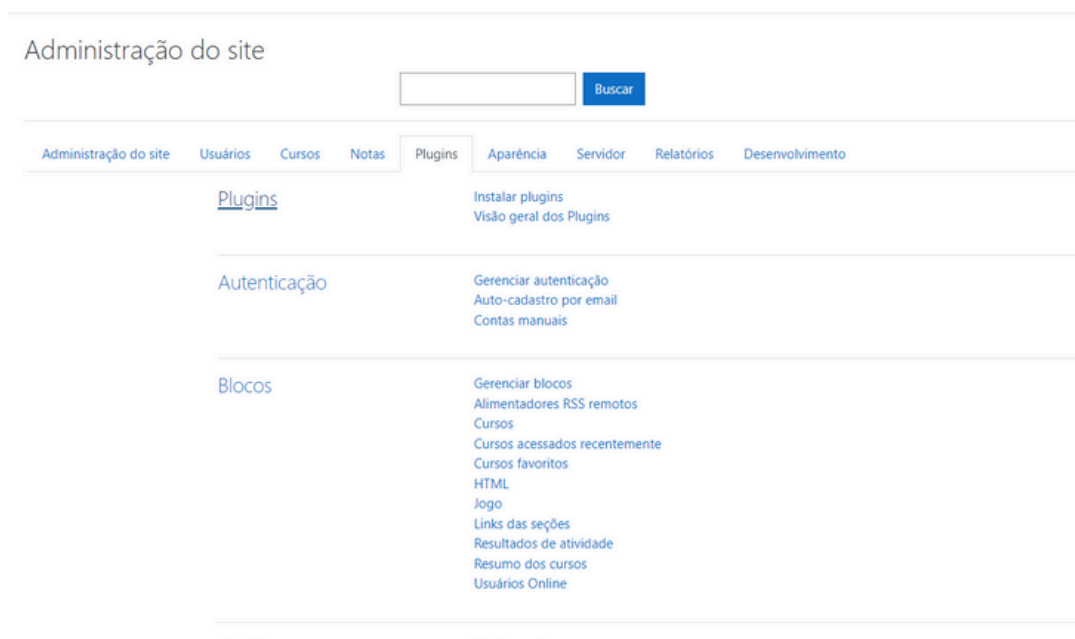 Administração do site
Buscar
Administração do site Usuários Cursos Notas Plugins Aparência Servidor Relatórios Desenvolvimento
Plugins
Instalar plugins
Visão geral dos Plugins
Autenticação
Gerenciar autenticação
Auto-cadastro por email
Contas manuais
Blocos
Gerenciar blocos
Alimentadores RSS remotos
Cursos
Cursos acessados recentemente
Cursos favoritos
HTML
Jogo
Links das seções
Resultados de atividade
Resumo dos cursos
Usuários Online